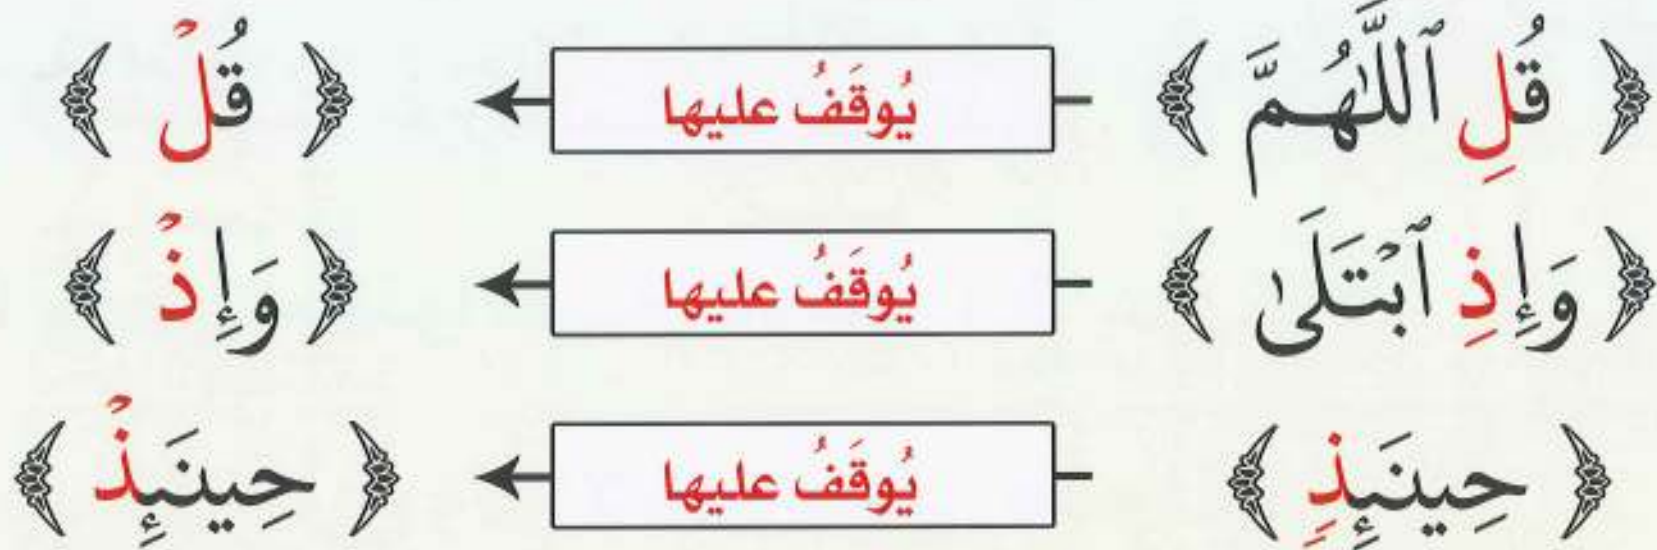 ﴿ قُلِ ٱللَّهُمَّ ﴾ يُوقَفُ عليها ﴿ قُلْ ﴾
﴿ وَإِذِ ٱبْتَلَىٰ ﴾ يُوقَفُ عليها ﴿ وَإِذْ ﴾
﴿ حِينَئِذٍ ﴾ يُوقَفُ عليها ﴿ حِينَئِذْ ﴾